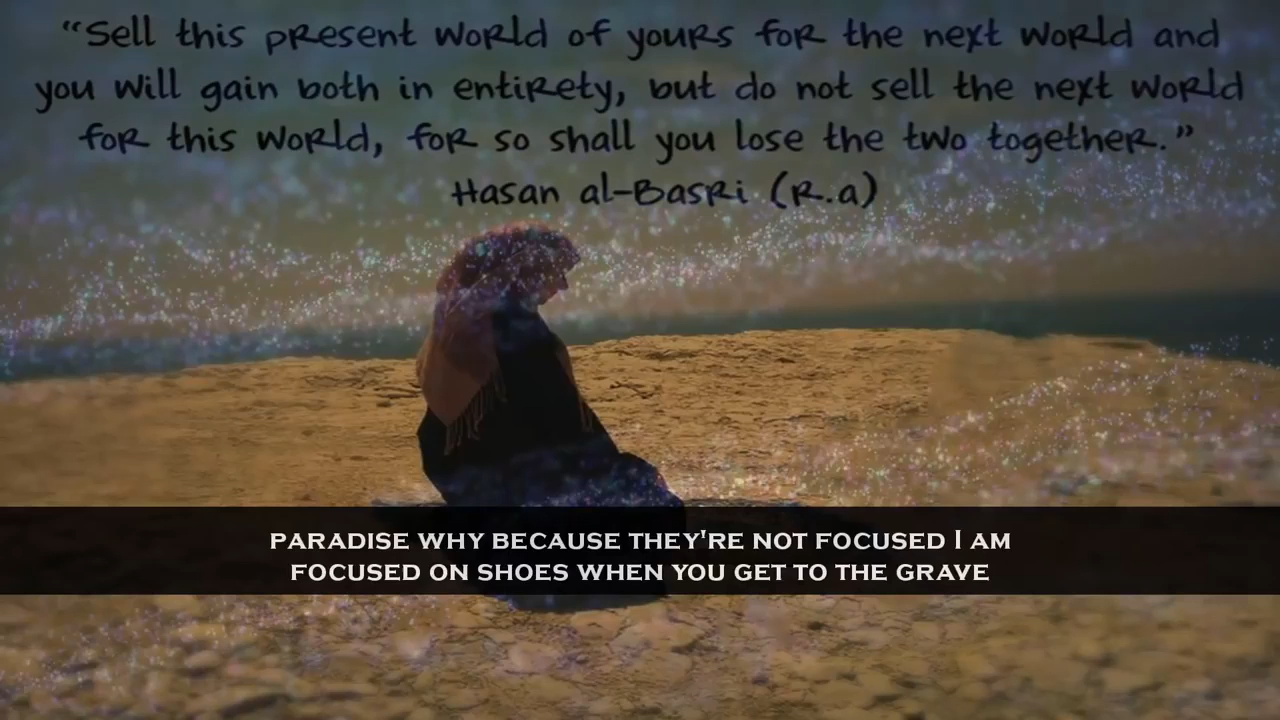 “Sell this present world of yours for the next world and
you will gain both in entirety, but do not sell the next world
for this world, for so shall you lose the two together.”
Hasan al-Basri (R.a)
PARADISE WHY BECAUSE THEY'RE NOT FOCUSED I AM
FOCUSED ON SHOES WHEN YOU GET TO THE GRAVE